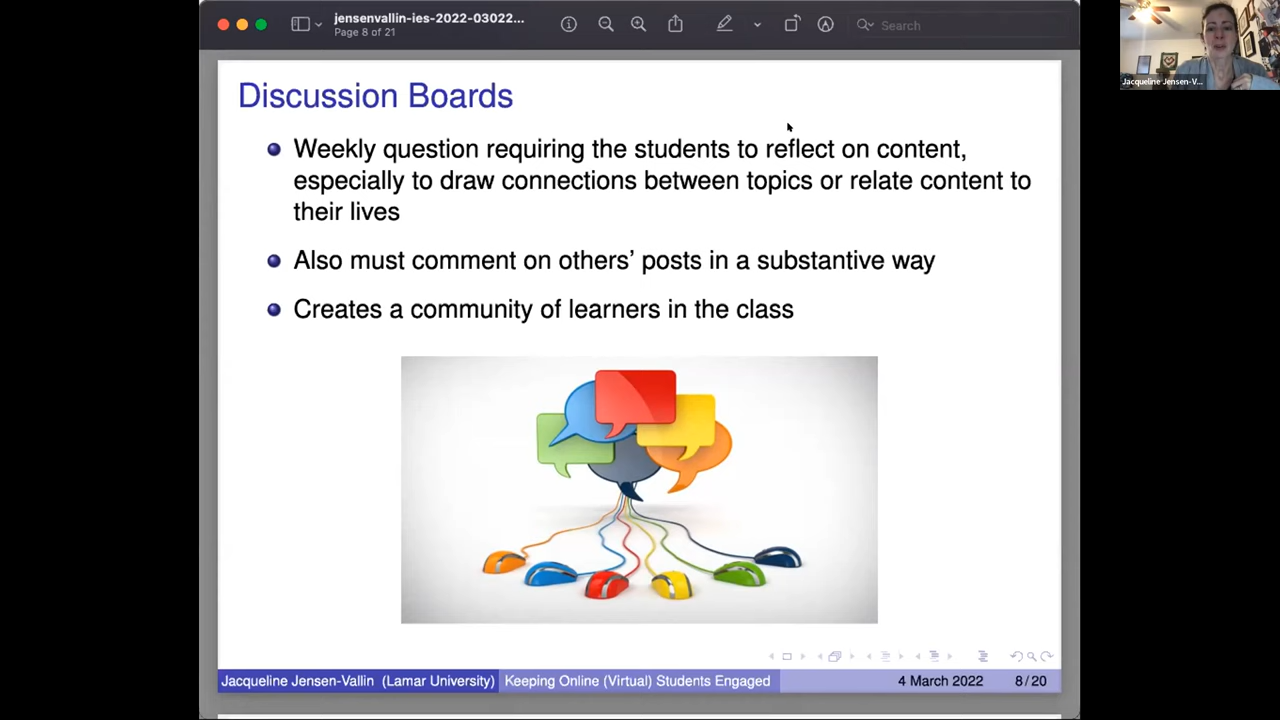 jensenvallin-ies-2022-03022...
Page 8 of 21
Search
Jacqueline Jensen-V...
Discussion Boards
Weekly question requiring the students to reflect on content,
especially to draw connections between topics or relate content to
their lives
Also must comment on others’ posts in a substantive way
Creates a community of learners in the class
Jacqueline Jensen-Vallin (Lamar University)
Keeping Online (Virtual) Students Engaged
4 March 2022
8/20